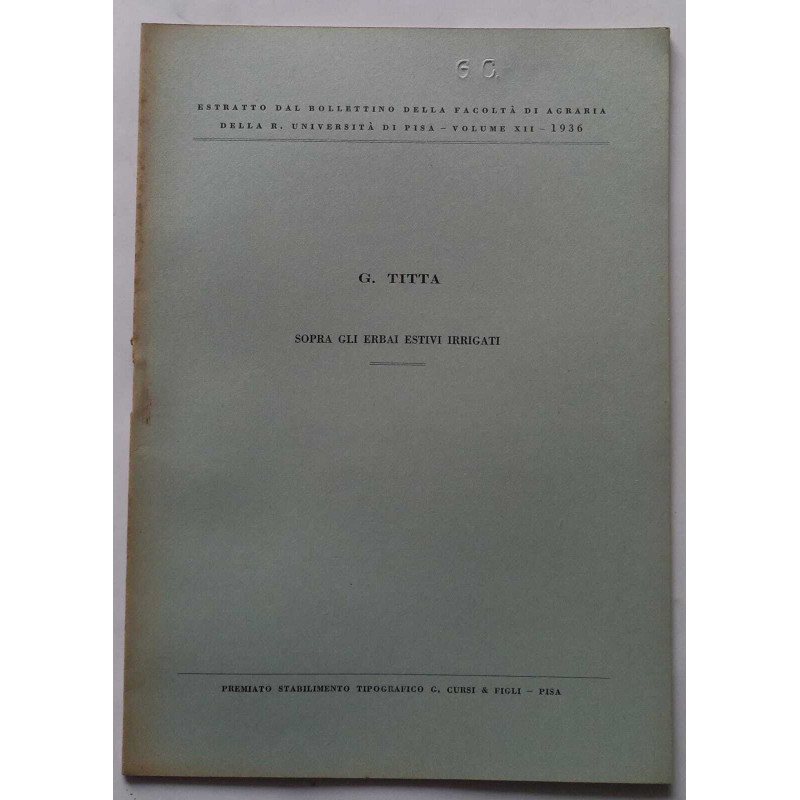 G C.
ESTRATTO DAL BOLLETTINO DELLA FACOLTÀ DI AGRARIA
DELLA R. UNIVERSITÀ DI PISA – VOLUME XII – 1936
G. TITTA
SOPRA GLI ERBAI ESTIVI IRRIGATI
PREMIATO STABILIMENTO TIPOGRAFICO G. CURSI & FIGLI – PISA